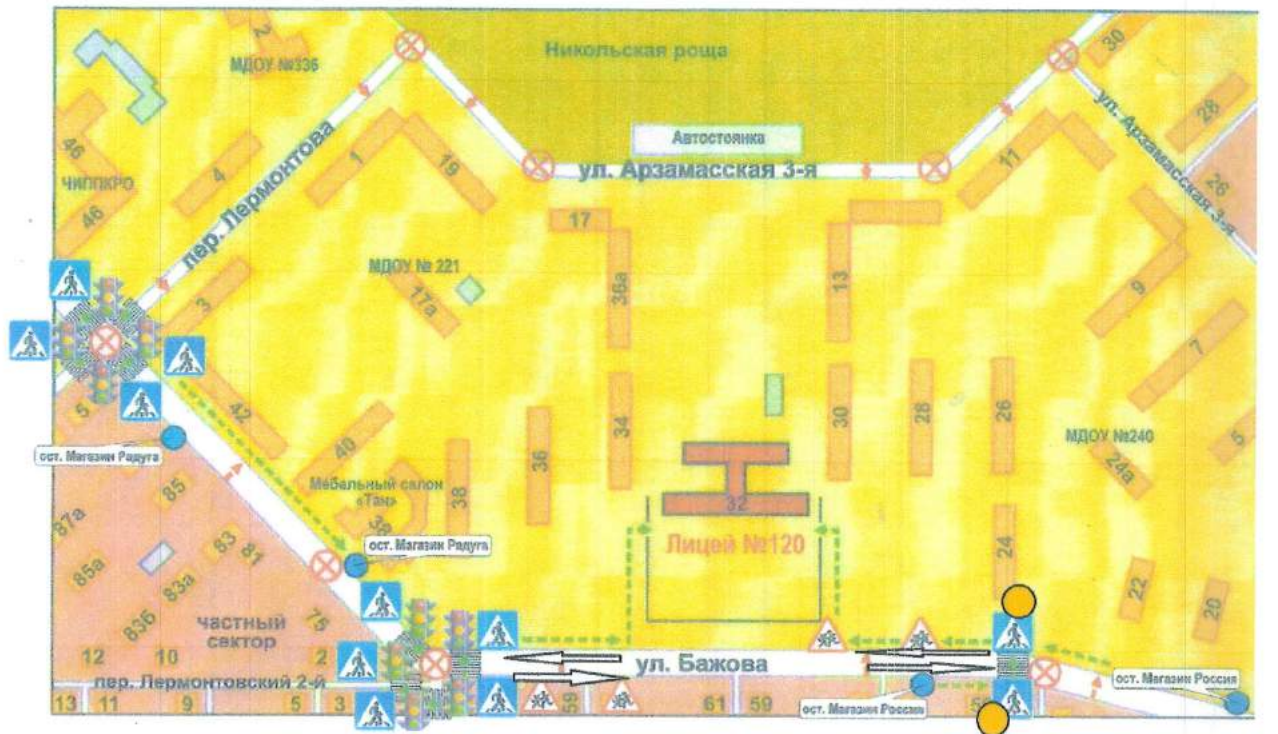 30
2
МДОУ №336
Никольская роща
28
ул. Арзамасская 3-я
Автостоянка
46
ЧИППКРО
4
1
19
11
26
пер. Лермонтова
ул. Арзамасская 3-я
46
17
МДОУ № 221
17а
36а
13
9
3
7
5
42
ост. Магазин Радуга
40
36
34
30
28
26
5
МДОУ №240
24а
85
Мебельный салон
«Тан»
38
32
87а
38
83
81
ост. Магазин Радуга
Лицей №120
24
85а
83а
83б
22
20
частный
сектор
75
12
10
2
ул. Бажова
пер. Лермонтовский 2-й
ост. Магазин Россия
13
11
9
5
3
61
59
ост. Магазин Россия